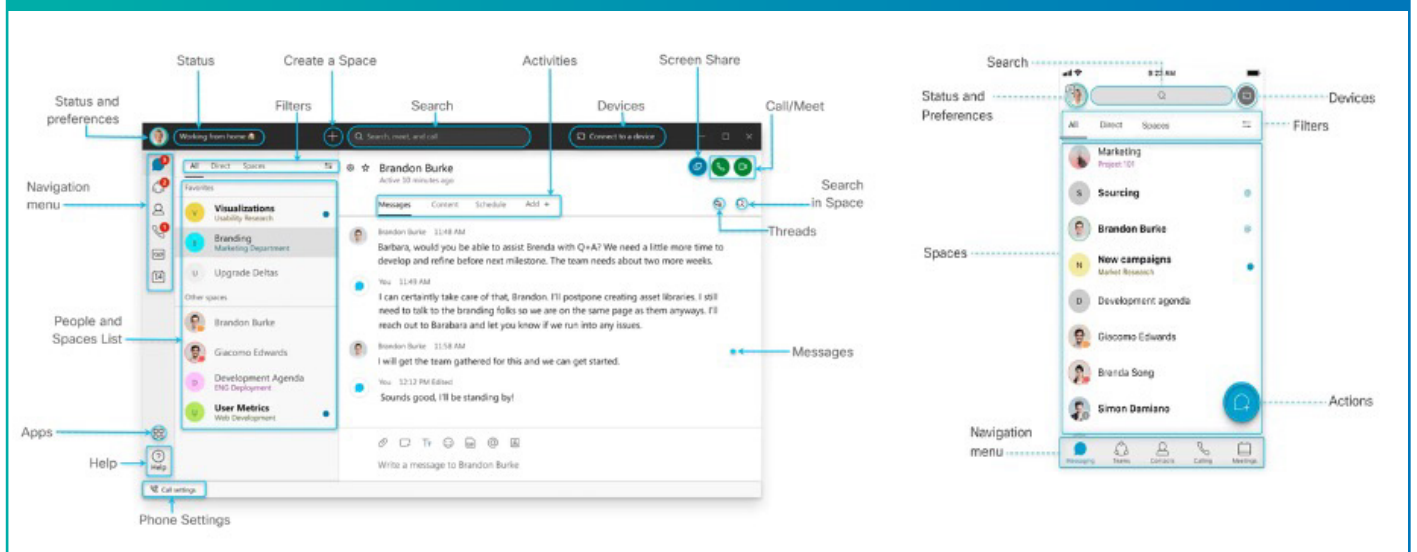 Status
Create a Space
Activities
Screen Share
Status and
preferences
Filters
Search
Devices
Call/Meet
Working from home
Search, meet, and call
Connect to a device
Navigation
menu
All Direct Spaces
Favorites
Visualizations
Usability Research
Branding
Marketing Department
U Upgrade Deltas
Other spaces
Brandon Burke
Giacomo Edwards
D Development Agenda
ENG Deployment
User Metrics
Web Development
People and
Spaces List
Apps
Help
Help
Call settings
Phone Settings
Brandon Burke
Active 10 minutes ago
Messages Content Schedule Add +
Search
in Space
Threads
Brandon Burke 11:48 AM
Barbara, would you be able to assist Brenda with Q+A? We need a little more time to
develop and refine before next milestone. The team needs about two more weeks.
You 11:49 AM
I can certaintly take care of that, Brandon. I'll postpone creating asset libraries. I still
need to talk to the branding folks so we are on the same page as them anyways. I'll
reach out to Barabara and let you know if we run into any issues.
Brandon Burke 11:58 AM
I will get the team gathered for this and we can get started.
Messages
You 12:12 PM Edited
Sounds good, I'll be standing by!
Write a message to Brandon Burke
Search
Status and
Preferences
Devices
All Direct Spaces
Filters
Marketing
Project 101
S Sourcing
Brandon Burke
Spaces
N New campaigns
Market Research
D Development agenda
Giacomo Edwards
Brenda Song
Simon Damiano
Actions
Navigation
menu
Messaging Teams Contacts Calling Meetings